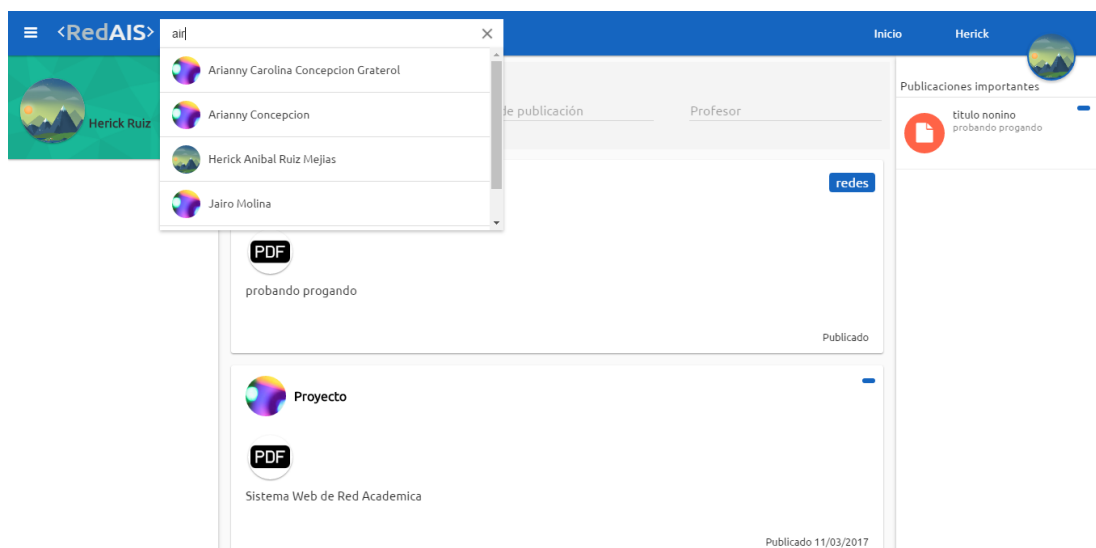 <RedAIS>
air
Inicio
Herick
Herick Ruiz
Arianny Carolina Concepcion Graterol
Arianny Concepcion
Herick Anibal Ruiz Mejias
Jairo Molina
de publicación
Profesor
redes
PDF
probando progando
Publicado
Proyecto
PDF
Sistema Web de Red Academica
Publicado 11/03/2017
Publicaciones importantes
titulo nonino
probando progando